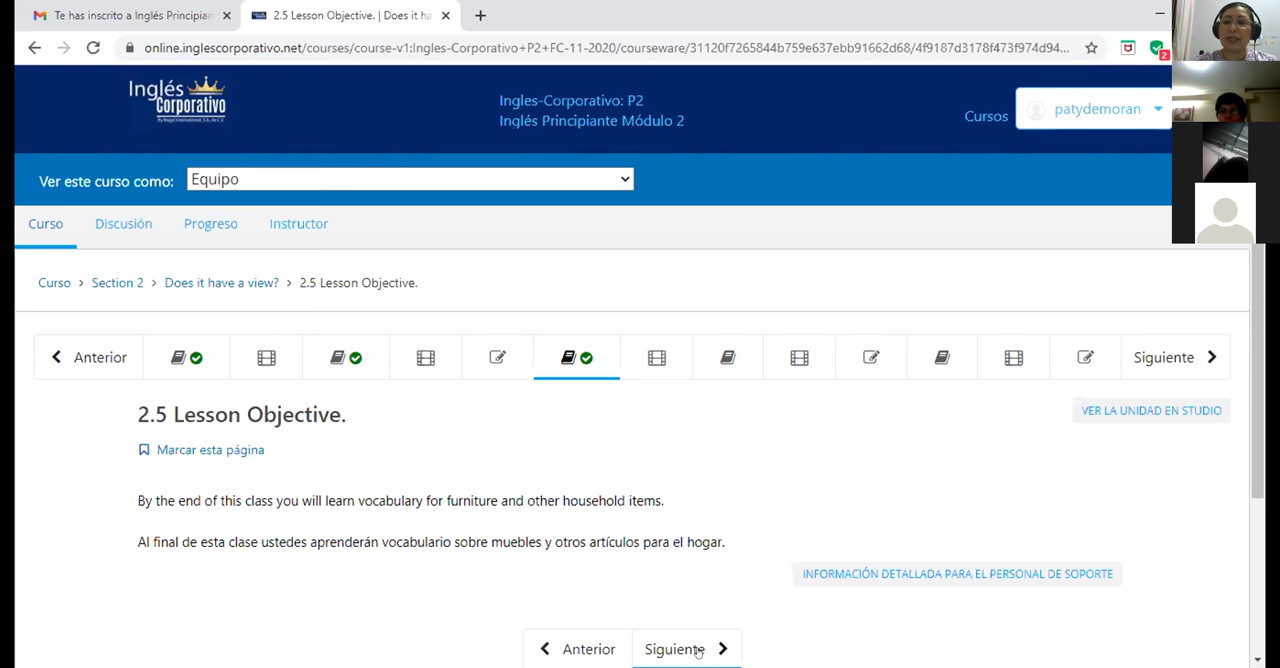 Te has inscrito a Inglés Principian
2.5 Lesson Objective. | Does it ha
online.inglescorporativo.net/courses/course-v1:Ingles-Corporativo+P2+FC-11-2020/courseware/31120f7265844b759e637ebb91662d68/4f9187d3178f473f974d94...
2
Inglés
Corporativo
Ingles-Corporativo: P2
Inglés Principiante Módulo 2
Cursos
patydemoran
Ver este curso como:
Equipo
Curso
Discusión
Progreso
Instructor
Curso > Section 2 > Does it have a view? > 2.5 Lesson Objective.
Anterior
Siguiente
2.5 Lesson Objective.
VER LA UNIDAD EN STUDIO
Marcar esta página
By the end of this class you will learn vocabulary for furniture and other household items.
Al final de esta clase ustedes aprenderán vocabulario sobre muebles y otros artículos para el hogar.
INFORMACIÓN DETALLADA PARA EL PERSONAL DE SOPORTE
Anterior
Siguiente